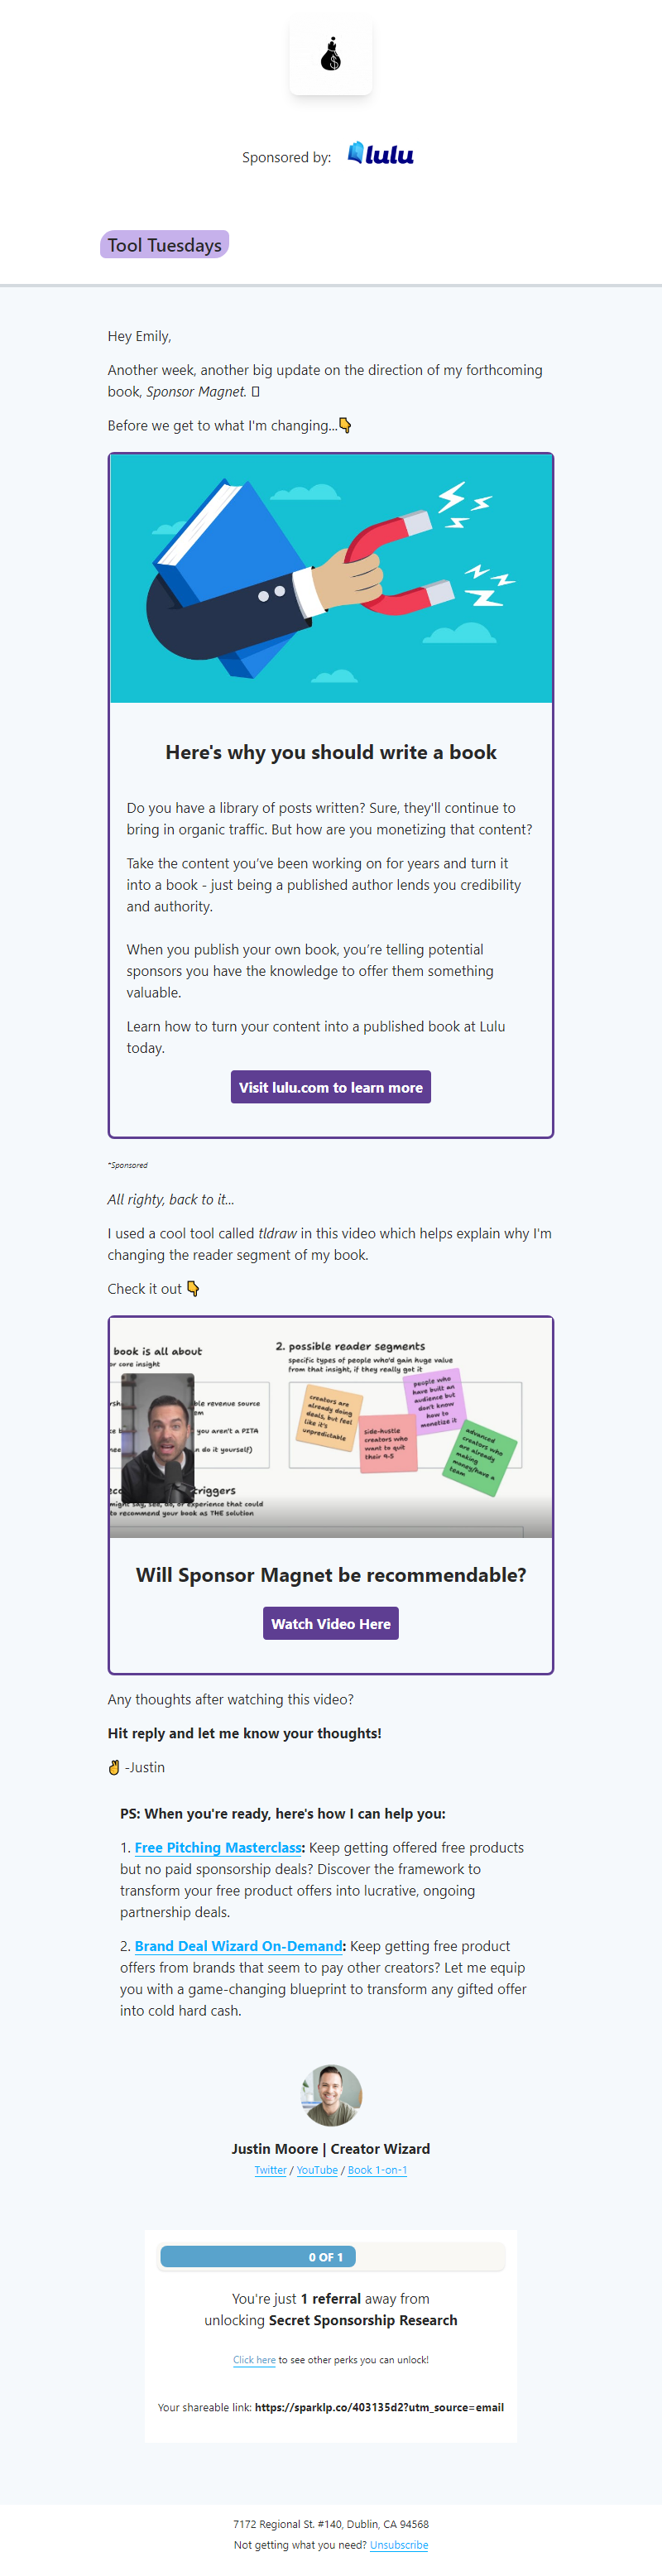 Sponsored by: lulu
Tool Tuesdays
Hey Emily,
Another week, another big update on the direction of my forthcoming
book, Sponsor Magnet.
Before we get to what I'm changing...👇
Here's why you should write a book
Do you have a library of posts written? Sure, they'll continue to
bring in organic traffic. But how are you monetizing that content?
Take the content you’ve been working on for years and turn it
into a book - just being a published author lends you credibility
and authority.
When you publish your own book, you’re telling potential
sponsors you have the knowledge to offer them something
valuable.
Learn how to turn your content into a published book at Lulu
today.
Visit lulu.com to learn more
*Sponsored
All righty, back to it...
I used a cool tool called tldraw in this video which helps explain why I'm
changing the reader segment of my book.
Check it out 👇
book is all about
or core insight
ble revenue source
you aren't a PITA
n do it yourself)
triggers
might say, see, do, or experience that could
to recommend your book as THE solution
2. possible reader segments
specific types of people who'd gain huge value
from that insight, if they really got it
creators are
already doing
deals, but feel
like it's
unpredictable
side-hustle
creators who
want to quit
their 9-5
people who
have built an
audience but
don't know
how to
monetize it
advanced
creators who
are already
making
money/have a
team
Will Sponsor Magnet be recommendable?
Watch Video Here
Any thoughts after watching this video?
Hit reply and let me know your thoughts!
✌ -Justin
PS: When you're ready, here's how I can help you:
1. Free Pitching Masterclass: Keep getting offered free products
but no paid sponsorship deals? Discover the framework to
transform your free product offers into lucrative, ongoing
partnership deals.
2. Brand Deal Wizard On-Demand: Keep getting free product
offers from brands that seem to pay other creators? Let me equip
you with a game-changing blueprint to transform any gifted offer
into cold hard cash.
Justin Moore | Creator Wizard
Twitter / YouTube / Book 1-on-1
0 OF 1
You're just 1 referral away from
unlocking Secret Sponsorship Research
Click here to see other perks you can unlock!
Your shareable link: https://sparklp.co/403135d2?utm_source=email
7172 Regional St. #140, Dublin, CA 94568
Not getting what you need? Unsubscribe